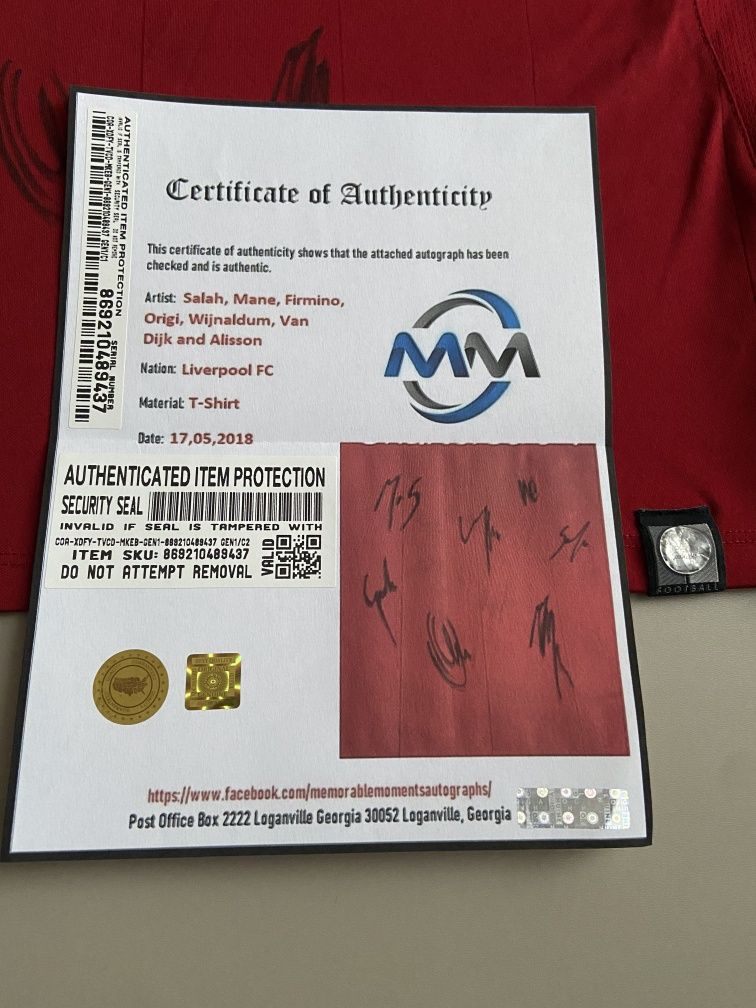 Certificate of Authenticity
This certificate of authenticity shows that the attached autograph has been
checked and is authentic.
Artist: Salah, Mane, Firmino,
Origi, Wijnaldum, Van
Dijk and Alisson
Nation: Liverpool FC
Material: T-Shirt
Date: 17,05,2018
MM
AUTHENTICATED ITEM PROTECTION
SERIAL NUMBER
869210489437
AUTHENTICATED ITEM PROTECTION
SECURITY SEAL
INVALID IF SEAL IS TAMPERED WITH
COA-XDFY-TVCD-MKEB-GEN1-869210489437 GEN1/C2
ITEM SKU: 869210489437
DO NOT ATTEMPT REMOVAL
VALID
https://www.facebook.com/memorablemomentsautographs/
Post Office Box 2222 Loganville Georgia 30052 Loganville, Georgia
FOOTBALL